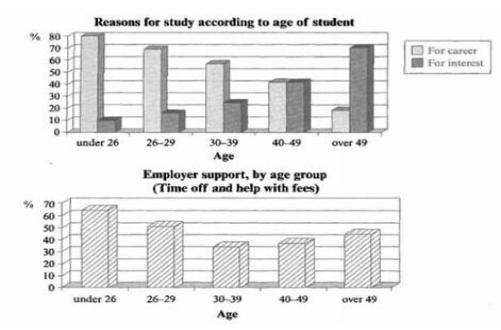 Reasons for study according to age of student
%
80
70
60
50
40
30
20
10
0
under 26 26–29 30–39 40–49 over 49
Age
For career
For interest
Employer support, by age group
(Time off and help with fees)
%
70
60
50
40
30
20
10
0
under 26 26–29 30–39 40–49 over 49
Age